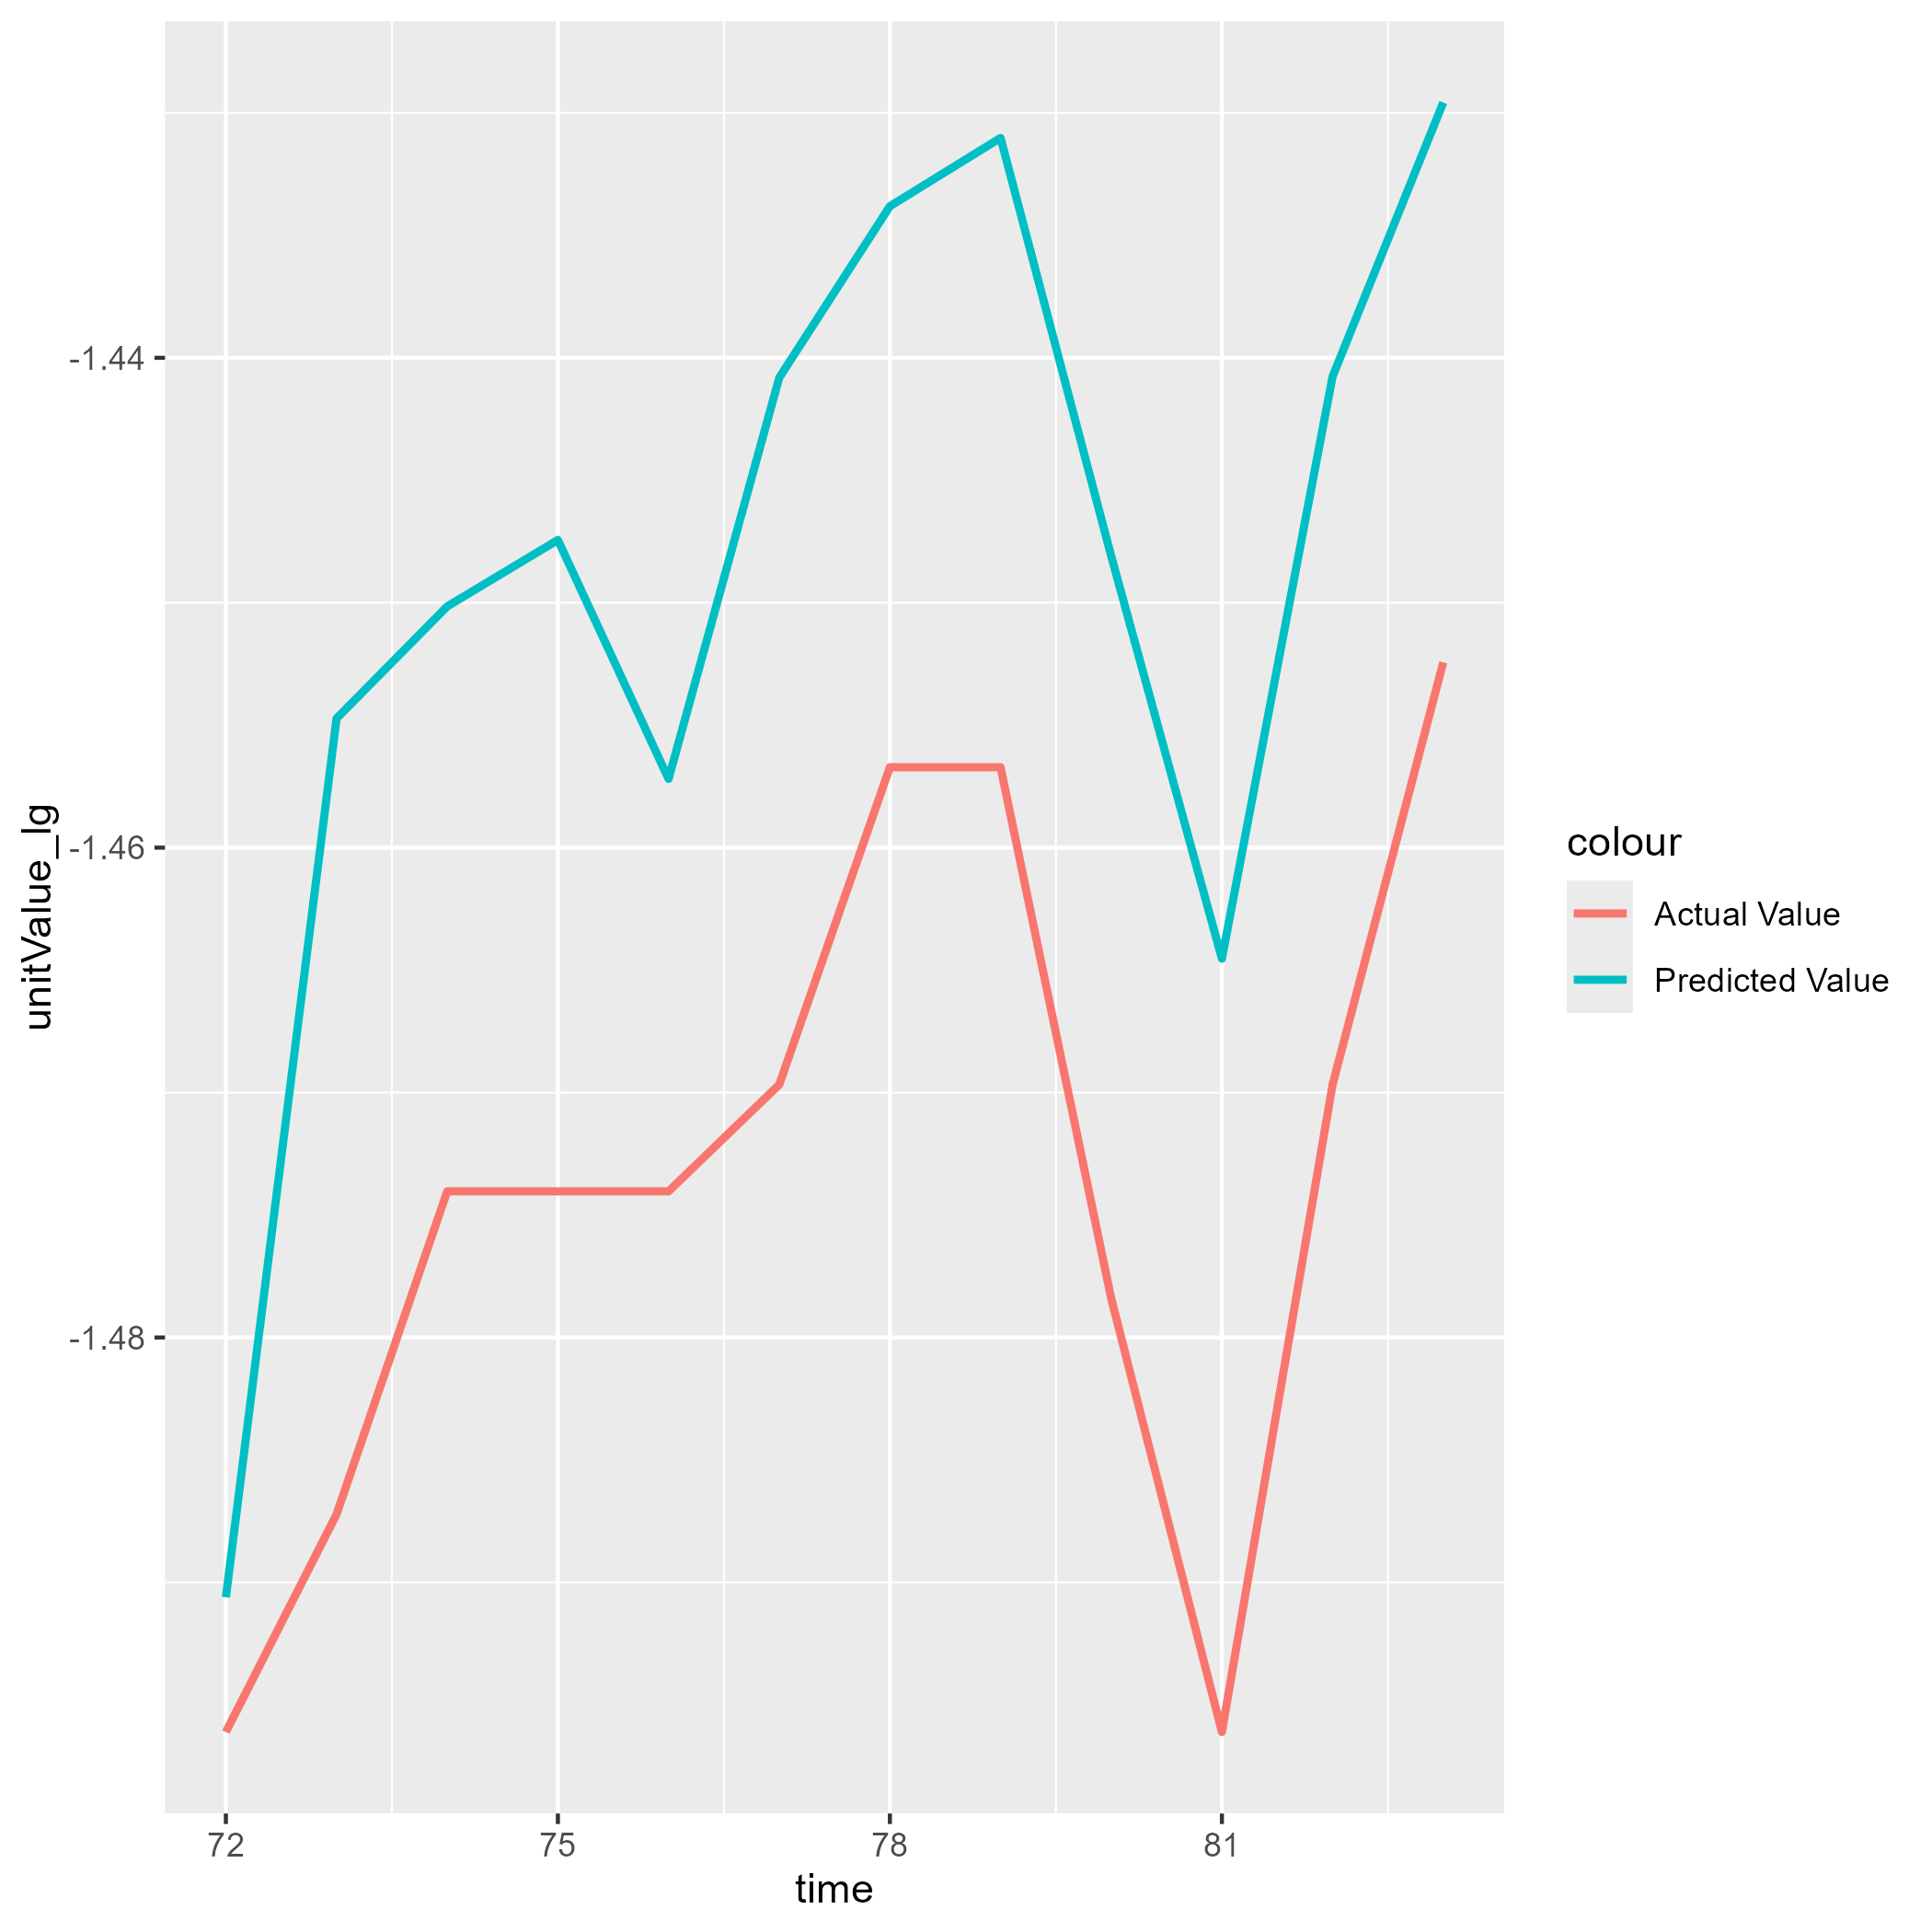 unitValue_lg
-1.44
-1.46
-1.48
72 75 78 81
time
colour
Actual Value
Predicted Value